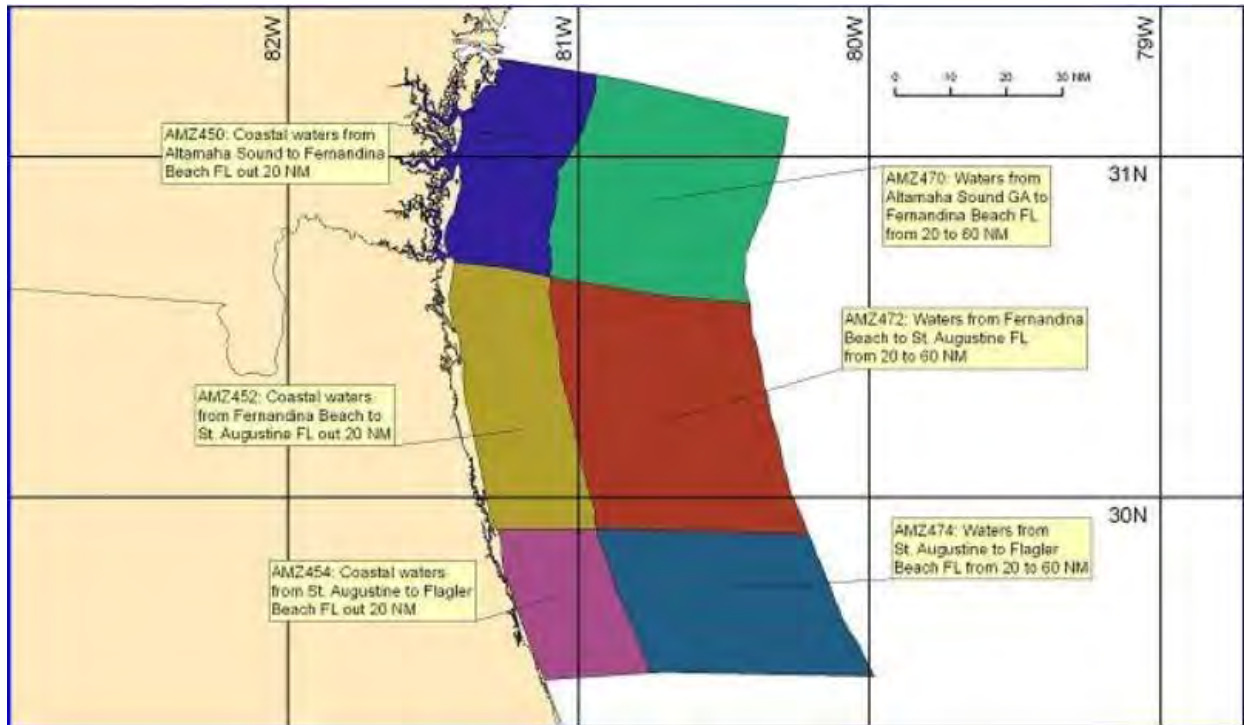 82W
81W
80W
79W
0 10 20 30 NM
AMZ450: Coastal waters from
Altamaha Sound to Fernandina
Beach FL out 20 NM
31N
AMZ470: Waters from
Altamaha Sound GA to
Fernandina Beach FL
from 20 to 60 NM
AMZ472: Waters from Fernandina
Beach to St. Augustine FL
from 20 to 60 NM
AMZ452: Coastal waters
from Fernandina Beach to
St. Augustine FL out 20 NM
30N
AMZ474: Waters from
St. Augustine to Flagler
Beach FL from 20 to 60 NM
AMZ454: Coastal waters
from St. Augustine to Flagler
Beach FL out 20 NM